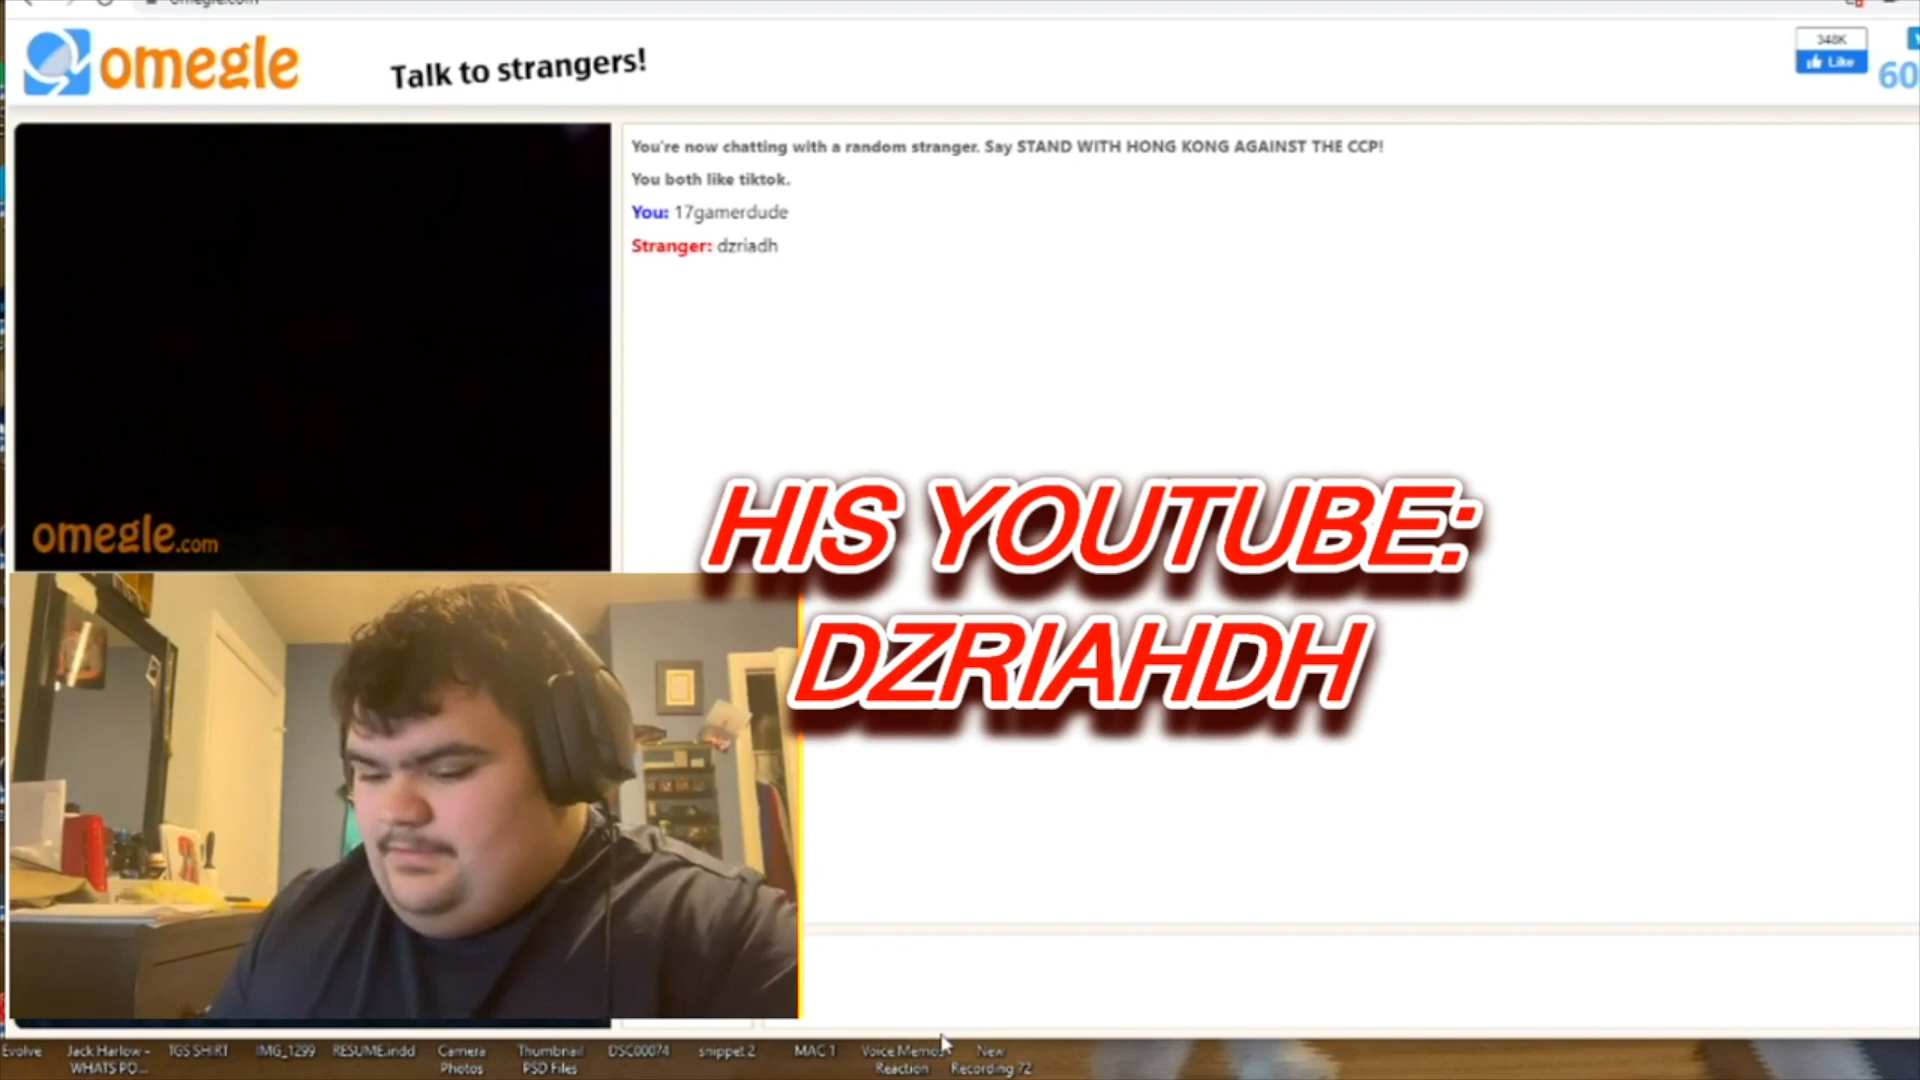 omegle.com
omegle
Talk to strangers!
348K
Like
60
You're now chatting with a random stranger. Say STAND WITH HONG KONG AGAINST THE CCP!
You both like tiktok.
You: 17gamerdude
Stranger: dzriadh
omegle.com
HIS YOUTUBE:
DZRIAHDH
Evolve
Jack Harlow -
WHATS PO...
TGS SHIRT
IMG_1299
RESUME.indd
Camera
Photos
Thumbnail
PSD Files
DSC00074
snippet 2
MAC 1
Voice Memos
Reaction
New
Recording 72